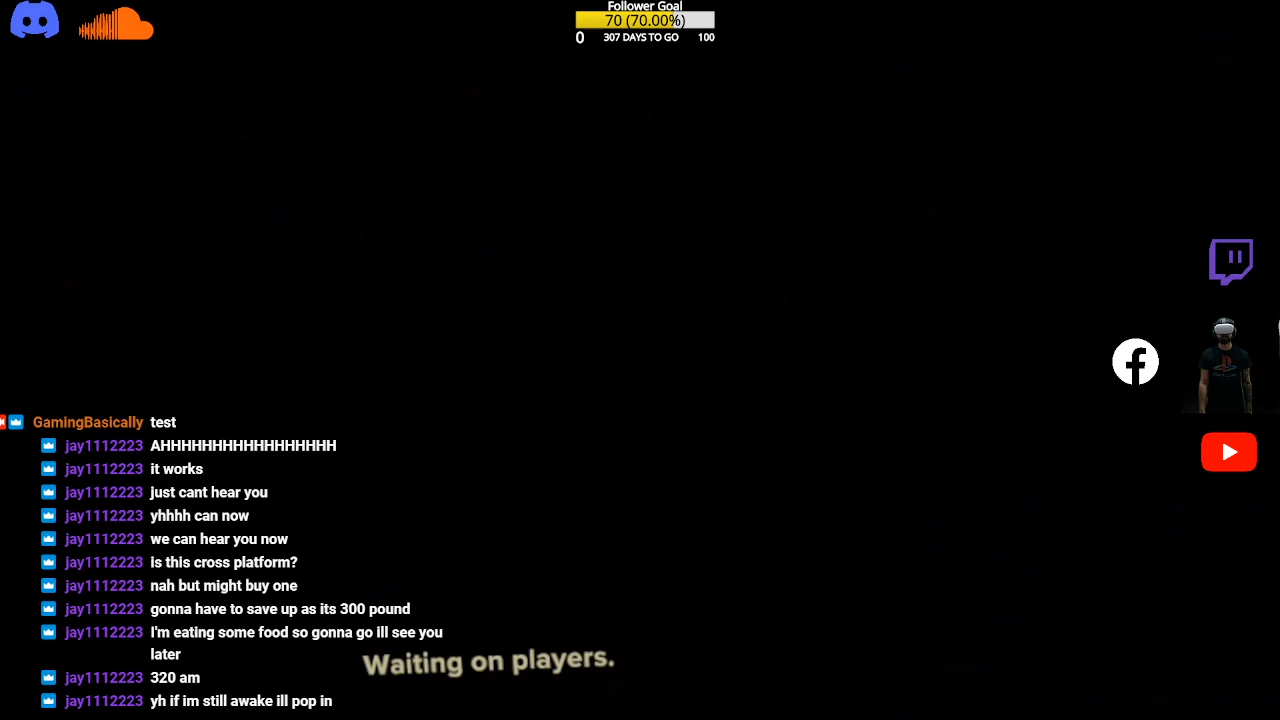 Follower Goal
70 (70.00%)
0 307 DAYS TO GO 100
GamingBasically test
jay1112223 AHHHHHHHHHHHHHHHHH
jay1112223 it works
jay1112223 just cant hear you
jay1112223 yhhhh can now
jay1112223 we can hear you now
jay1112223 Is this cross platform?
jay1112223 nah but might buy one
jay1112223 gonna have to save up as its 300 pound
jay1112223 I'm eating some food so gonna go ill see you
later
Waiting on players.
jay1112223 320 am
jay1112223 yh if im still awake ill pop in